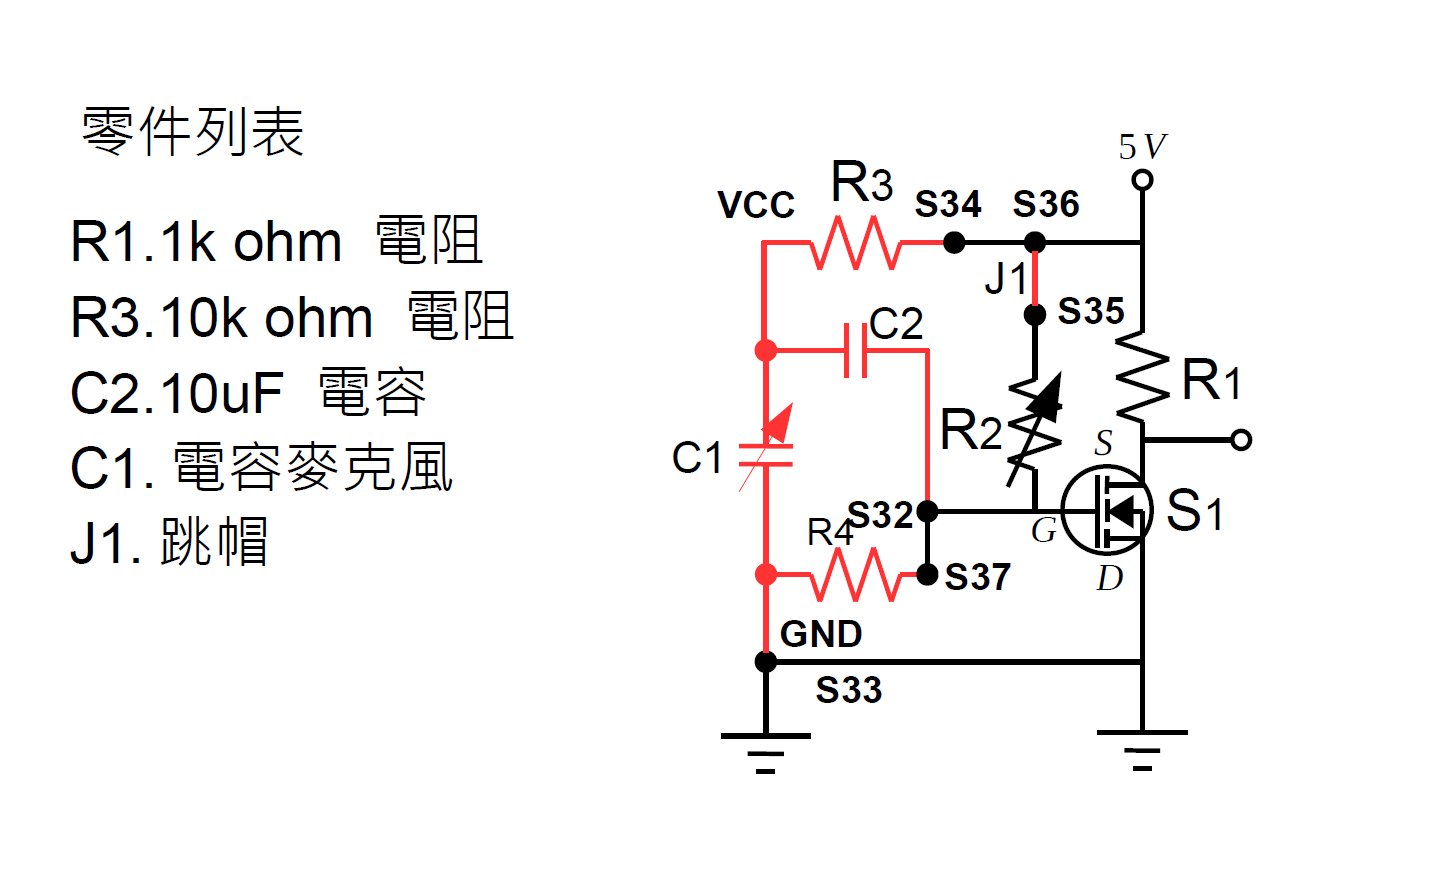 零件列表
R1.1k ohm 電阻
R3.10k ohm 電阻
C2.10uF 電容
C1. 電容麥克風
J1. 跳帽
5V
R3
VCC
S34
S36
J1
S35
C2
R1
R2
C1
S
S32
S1
R4
G
S37
D
GND
S33